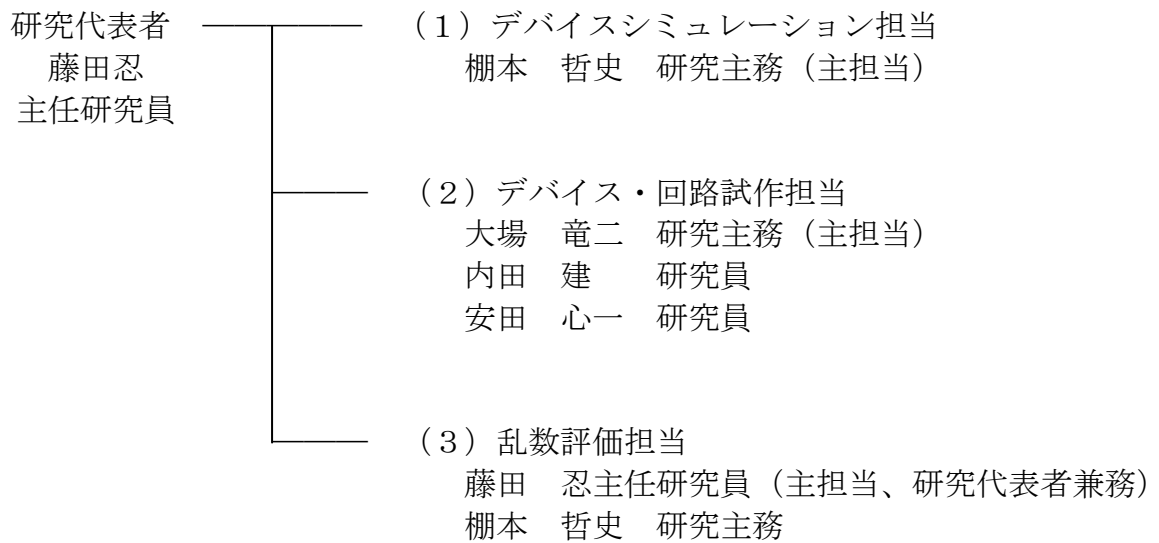 研究代表者
藤田忍
主任研究員
(1)デバイスシミュレーション担当
棚本 哲史 研究主務(主担当)
(2)デバイス・回路試作担当
大場 竜二 研究主務(主担当)
内田 建 研究員
安田 心一 研究員
(3)乱数評価担当
藤田 忍主任研究員(主担当、研究代表者兼務)
棚本 哲史 研究主務